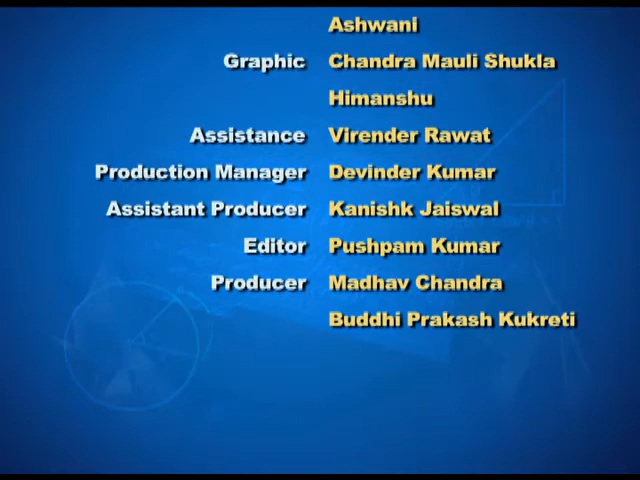 Ashwani
Graphic Chandra Mauli Shukla
Himanshu
Assistance Virender Rawat
Production Manager Devinder Kumar
Assistant Producer Kanishk Jaiswal
Editor Pushpam Kumar
Producer Madhav Chandra
Buddhi Prakash Kukreti